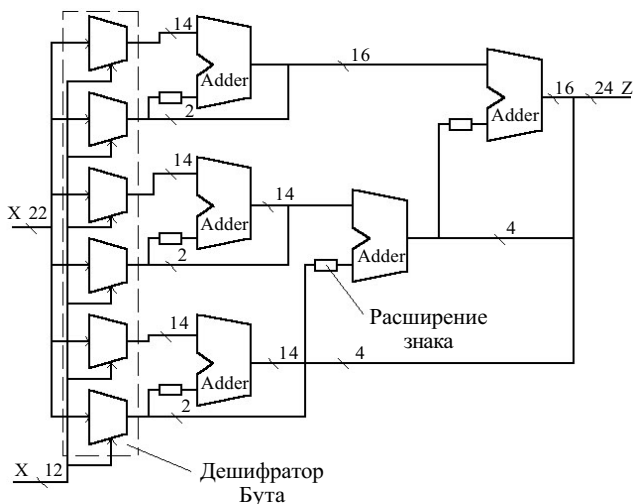 14
16
Adder
Adder
16
24 Z
2
14
14
X 22
Adder
Adder
2
4
Расширение
знака
14
14
4
Adder
2
X 12
Дешифратор
Бута